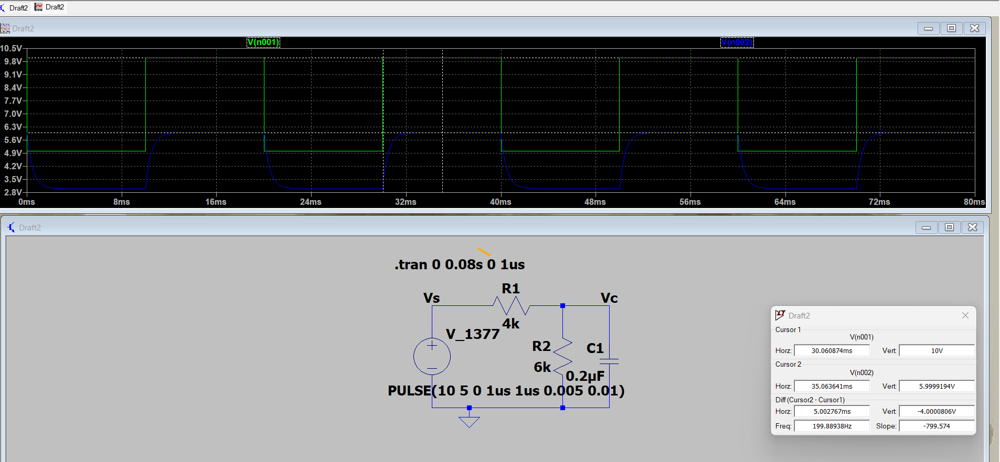 Draft2 Draft2
Draft2
V(n001) V(n002)
10.5V
9.8V
9.1V
8.4V
7.7V
7.0V
6.3V
5.6V
4.9V
4.2V
3.5V
2.8V
0ms 8ms 16ms 24ms 32ms 40ms 48ms 56ms 64ms 72ms 80ms
Draft2
.tran 0 0.08s 0 1us
R1
Vs Vc
4k
V_1377
R2 C1
6k
0.2µF
PULSE(10 5 0 1us 1us 0.005 0.01)
Draft2
Cursor 1
V(n001)
Horz: 30.060874ms Vert: 10V
Cursor 2
V(n002)
Horz: 35.063641ms Vert: 5.9999194V
Diff (Cursor2 - Cursor1)
Horz: 5.002767ms Vert: -4.0000806V
Freq: 199.88938Hz Slope: -799.574